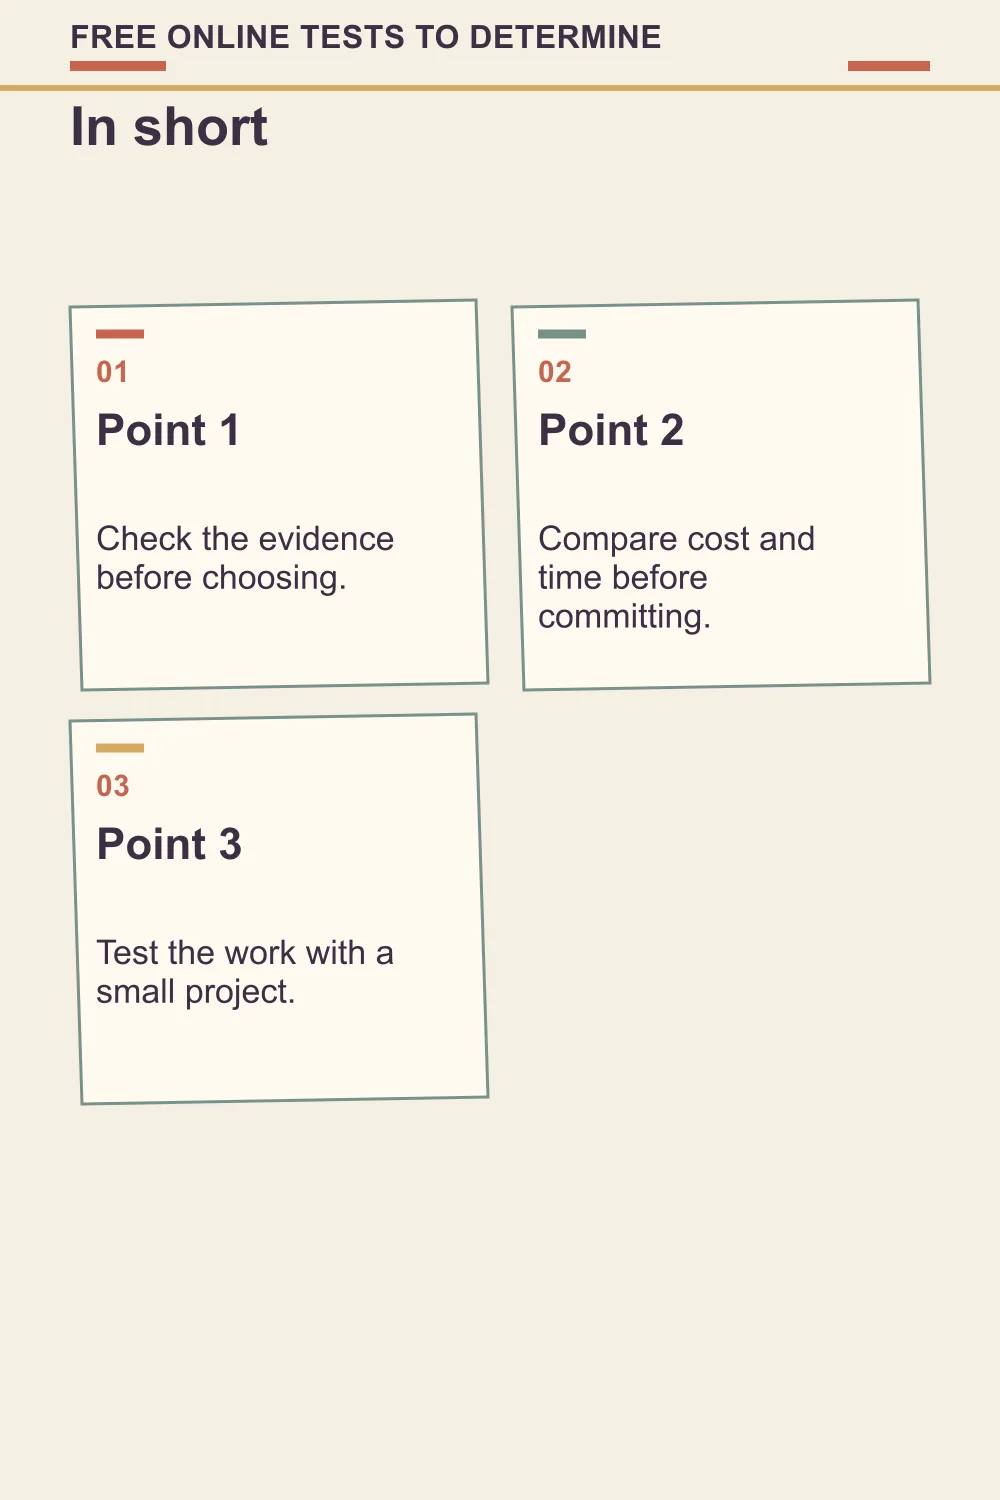 FREE ONLINE TESTS TO DETERMINE
In short
01
Point 1
Check the evidence
before choosing.
02
Point 2
Compare cost and
time before
committing.
03
Point 3
Test the work with a
small project.